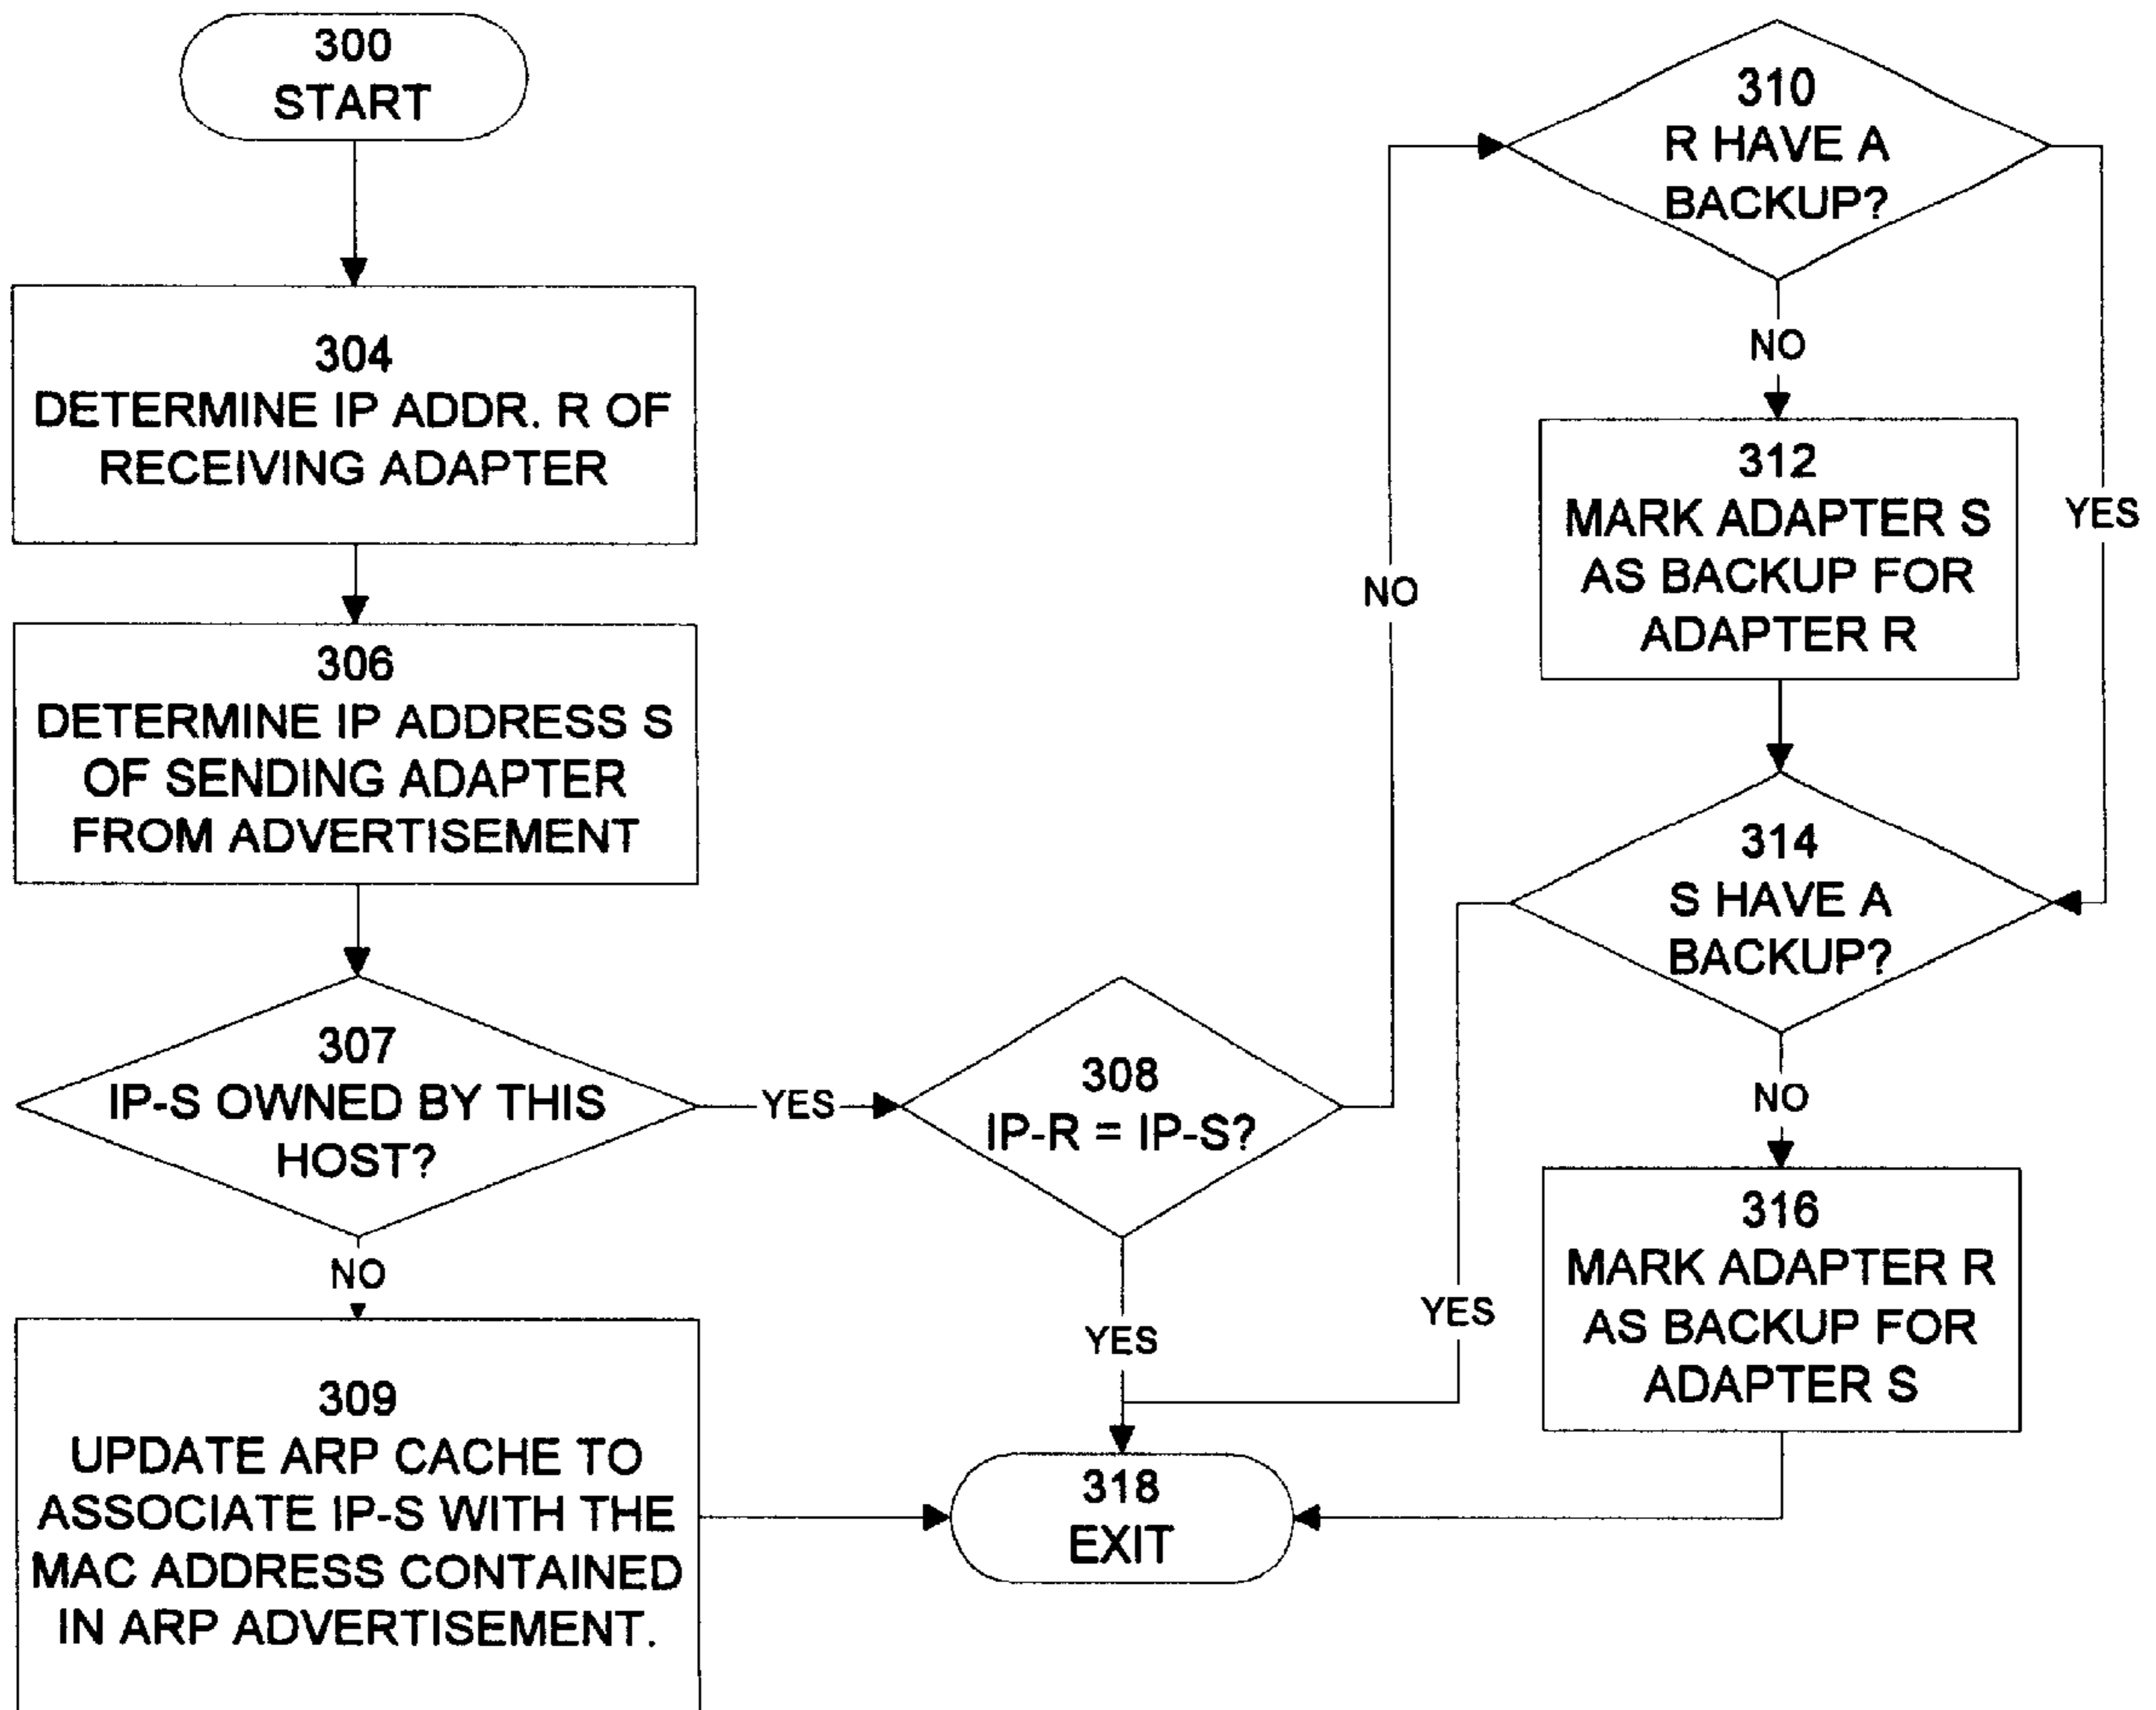 300
START
304
DETERMINE IP ADDR. R OF
RECEIVING ADAPTER
306
DETERMINE IP ADDRESS S
OF SENDING ADAPTER
FROM ADVERTISEMENT
307
IP-S OWNED BY THIS
HOST?
YES
NO
308
IP-R = IP-S?
NO
YES
309
UPDATE ARP CACHE TO
ASSOCIATE IP-S WITH THE
MAC ADDRESS CONTAINED
IN ARP ADVERTISEMENT.
310
R HAVE A
BACKUP?
NO
YES
312
MARK ADAPTER S
AS BACKUP FOR
ADAPTER R
314
S HAVE A
BACKUP?
NO
YES
316
MARK ADAPTER R
AS BACKUP FOR
ADAPTER S
318
EXIT